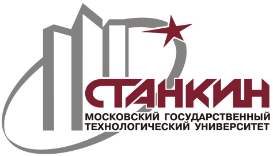 СТАНКИН
МОСКОВСКИЙ ГОСУДАРСТВЕННЫЙ
ТЕХНОЛОГИЧЕСКИЙ УНИВЕРСИТЕТ